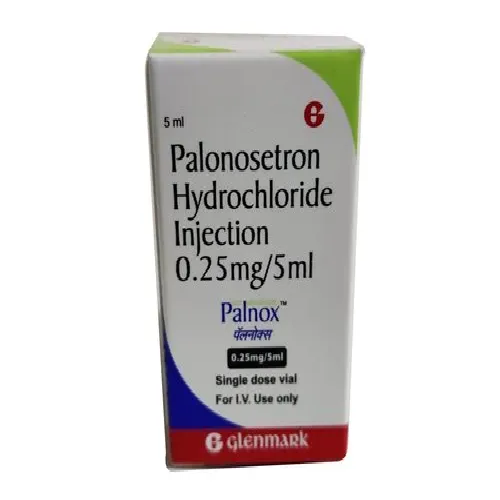 5 ml
G
Palonosetron
Hydrochloride
Injection
0.25mg/5ml
Palnox™
पॅलनोक्स
0.25mg/5ml
Single dose vial
For I.V. Use only
G glenmark